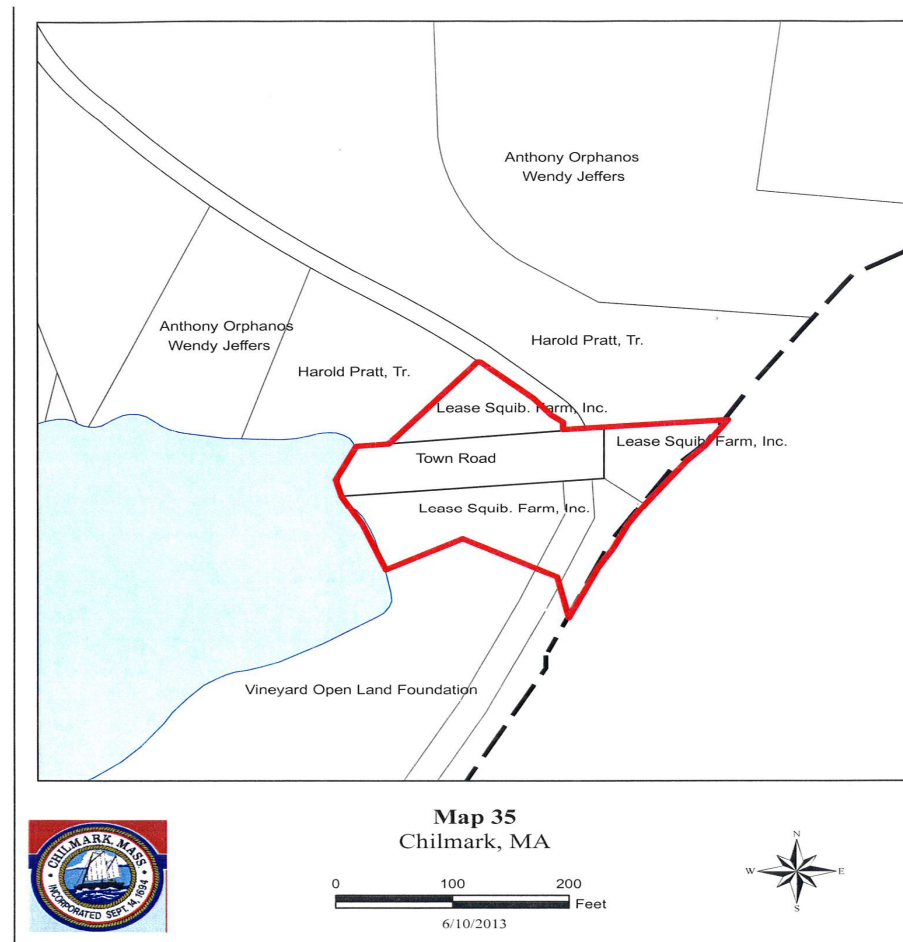 Anthony Orphanos
Wendy Jeffers
Anthony Orphanos
Wendy Jeffers
Harold Pratt, Tr.
Harold Pratt, Tr.
Lease Squib. Farm, Inc.
Lease Squib. Farm, Inc.
Town Road
Lease Squib. Farm, Inc.
Vineyard Open Land Foundation
Map 35
Chilmark, MA
CHILMARK MASS
INCORPORATED SEPT. 14, 1694
0 100 200
Feet
6/10/2013
N
W E
S